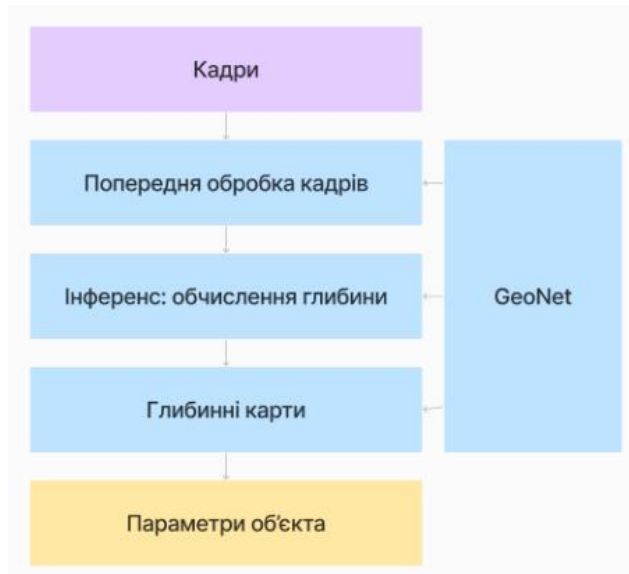 Кадри
Попередня обробка кадрів
Інференс: обчислення глибини
GeoNet
Глибинні карти
Параметри об'єкта